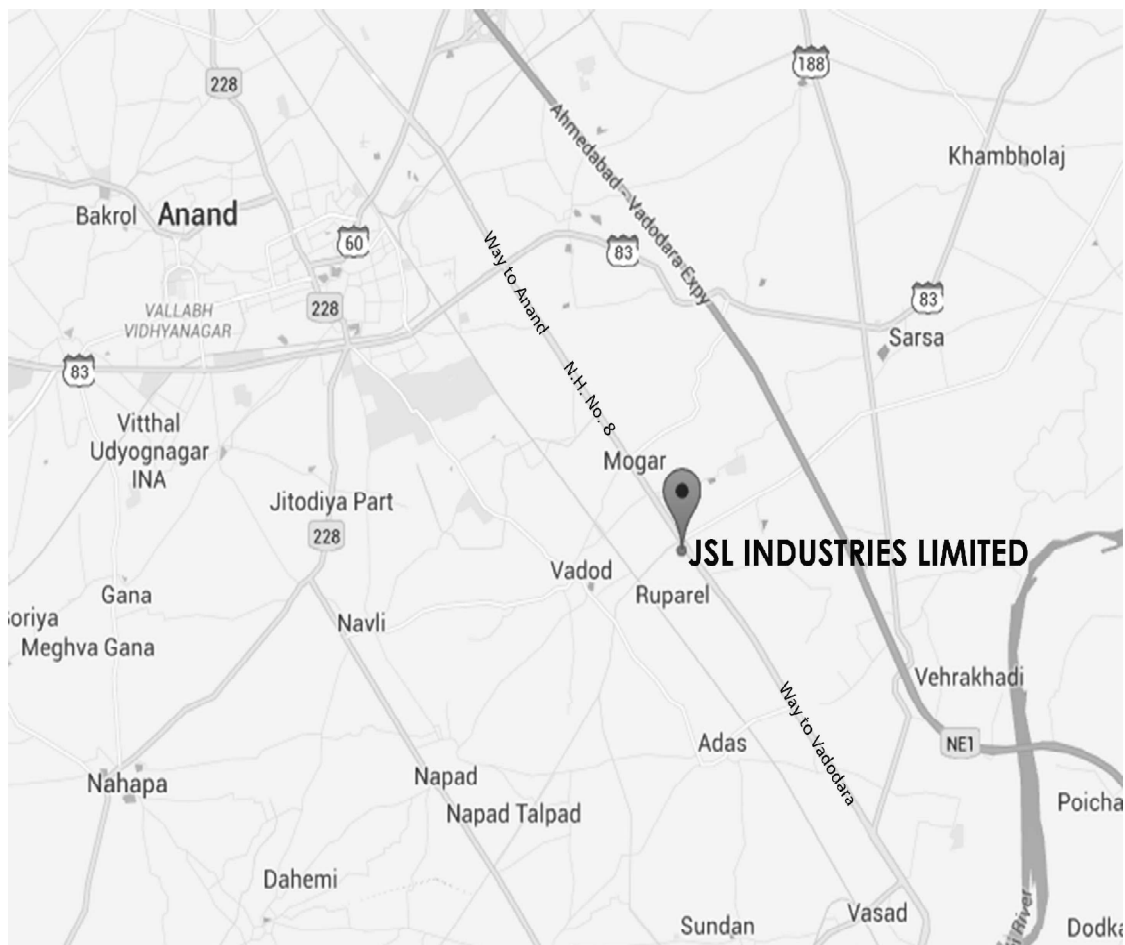 228
188
Ahmedabad - Vadodara Expy
Khambholaj
Bakrol
Anand
60
83
Way to Anand
83
228
VALLABH
VIDHYANAGAR
Sarsa
83
N.H. No. 8
Vitthal
Udyognagar
INA
Mogar
Jitodiya Part
228
JSL INDUSTRIES LIMITED
Vadod
Ruparel
Gana
oriya
Navli
Meghva Gana
Vehrakhadi
Way to Vadodara
Adas
NE1
Nahapa
Napad
Napad Talpad
Poicha
Dahemi
Vasad
Sundan
River
Dodka